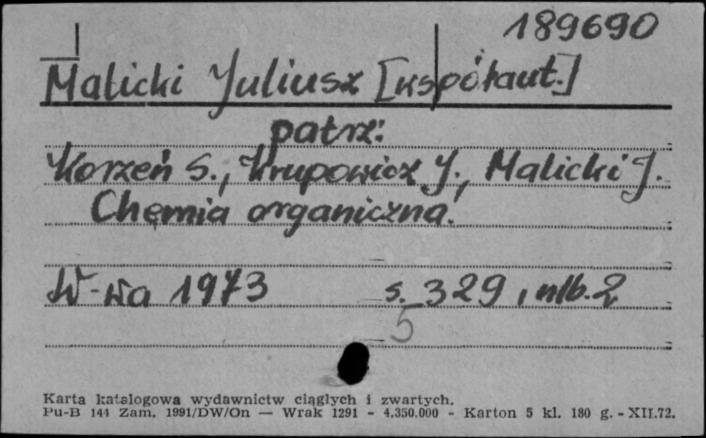 189690
Malicki Juliusz [współaut.]
patrz:
Korzeń S., Krupowicz J., Malicki J.
Chemia organiczna.
W-wa 1973 s. 329, nlb. 2
5
Karta katalogowa wydawnictw ciągłych i zwartych.
Pu-B 144 Zam. 1991/DW/On — Wrak 1291 - 4.350.000 - Karton 5 kl. 180 g. - XII.72.